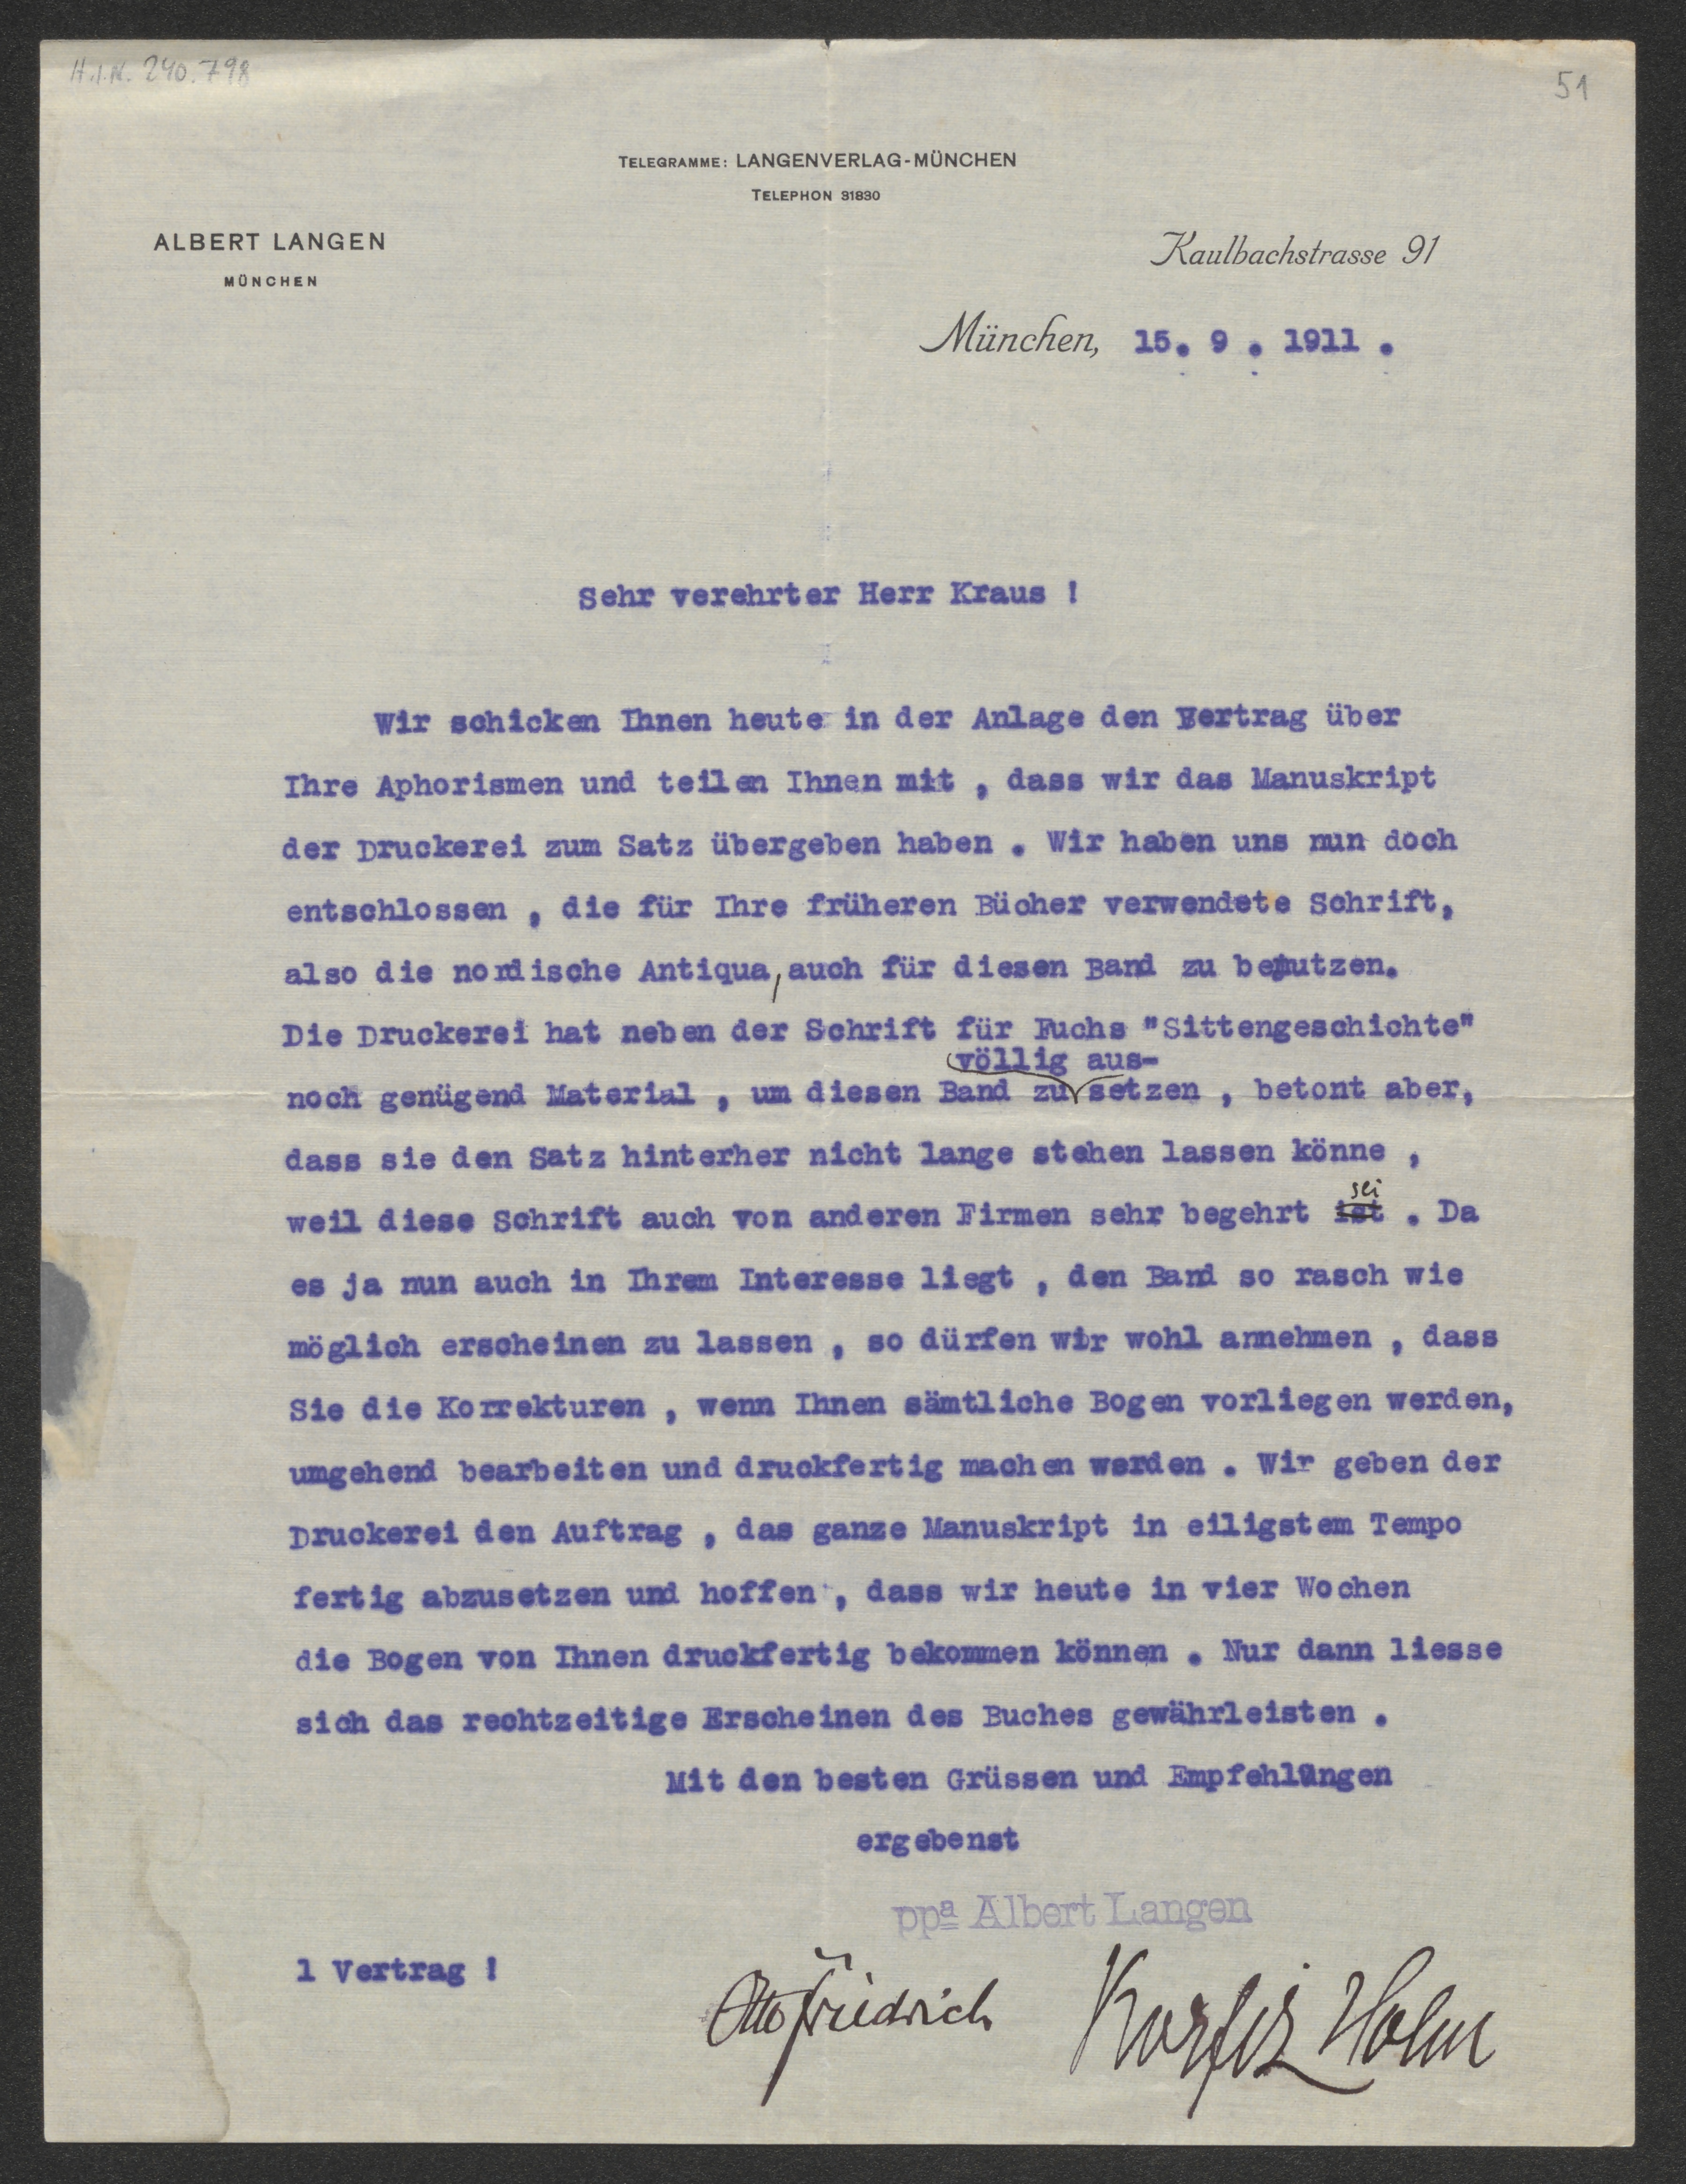 H.I.N. 240.798
51
TELEGRAMME: LANGENVERLAG-MÜNCHEN
TELEPHON 31830
ALBERT LANGEN
MÜNCHEN
Kaulbachstrasse 91
München, 15. 9 . 1911 .
Sehr verehrter Herr Kraus !
Wir schicken Ihnen heute in der Anlage den Vertrag über
Ihre Aphorismen und teilen Ihnen mit , dass wir das Manuskript
der Druckerei zum Satz übergeben haben . Wir haben uns nun doch
entschlossen , die für Ihre früheren Bücher verwendete Schrift,
also die nordische Antiqua, auch für diesen Band zu benutzen.
Die Druckerei hat neben der Schrift für Fuchs "Sittengeschichte"
völlig aus-
noch genügend Material , um diesen Band zu setzen , betont aber,
dass sie den Satz hinterher nicht lange stehen lassen könne ,
sei
weil diese Schrift auch von anderen Firmen sehr begehrt ist . Da
es ja nun auch in Ihrem Interesse liegt , den Band so rasch wie
möglich erscheinen zu lassen , so dürfen wir wohl annehmen , dass
Sie die Korrekturen , wenn Ihnen sämtliche Bogen vorliegen werden,
umgehend bearbeiten und druckfertig machen werden . Wir geben der
Druckerei den Auftrag , das ganze Manuskript in eiligstem Tempo
fertig abzusetzen und hoffen , dass wir heute in vier Wochen
die Bogen von Ihnen druckfertig bekommen können . Nur dann liesse
sich das rechtzeitige Erscheinen des Buches gewährleisten .
Mit den besten Grüssen und Empfehlungen
ergebenst
ppa Albert Langen
1 Vertrag !
Otto Friedrich Korfiz Holm